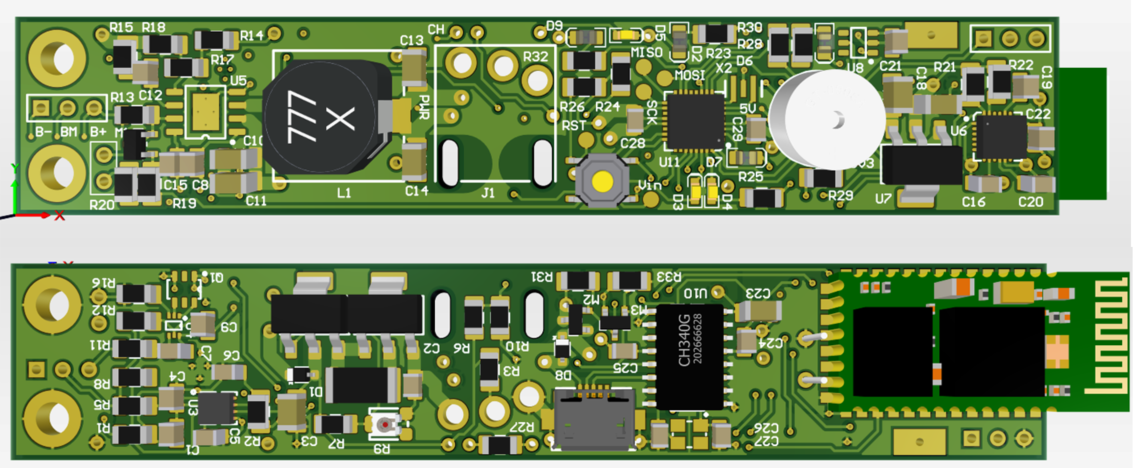 R15
R18
R14
R17
C12
R13
U5
B-
BM
B+
C10
C15
C8
C11
R19
R20
777
X
L1
C13
PWR
C14
CH
R32
J1
D9
D5
MISO
D2
R30
R23
R28
MOSI
X2
D6
R26
R24
SCK
RST
C28
5V
C29
U11
D7
R25
Vin
D3
D4
R29
U8
C21
C18
R21
R22
C19
U6
C22
U7
C16
C20
Y
X
R16
R12
R11
R8
R5
R1
Q1
C9
C7
C6
C4
U3
C5
C1
R2
C3
D1
R7
R9
C2
R6
R10
R3
R27
R31
R33
M2
M3
D8
C25
U10
CH340G
202666628
C23
C24
C26
C27